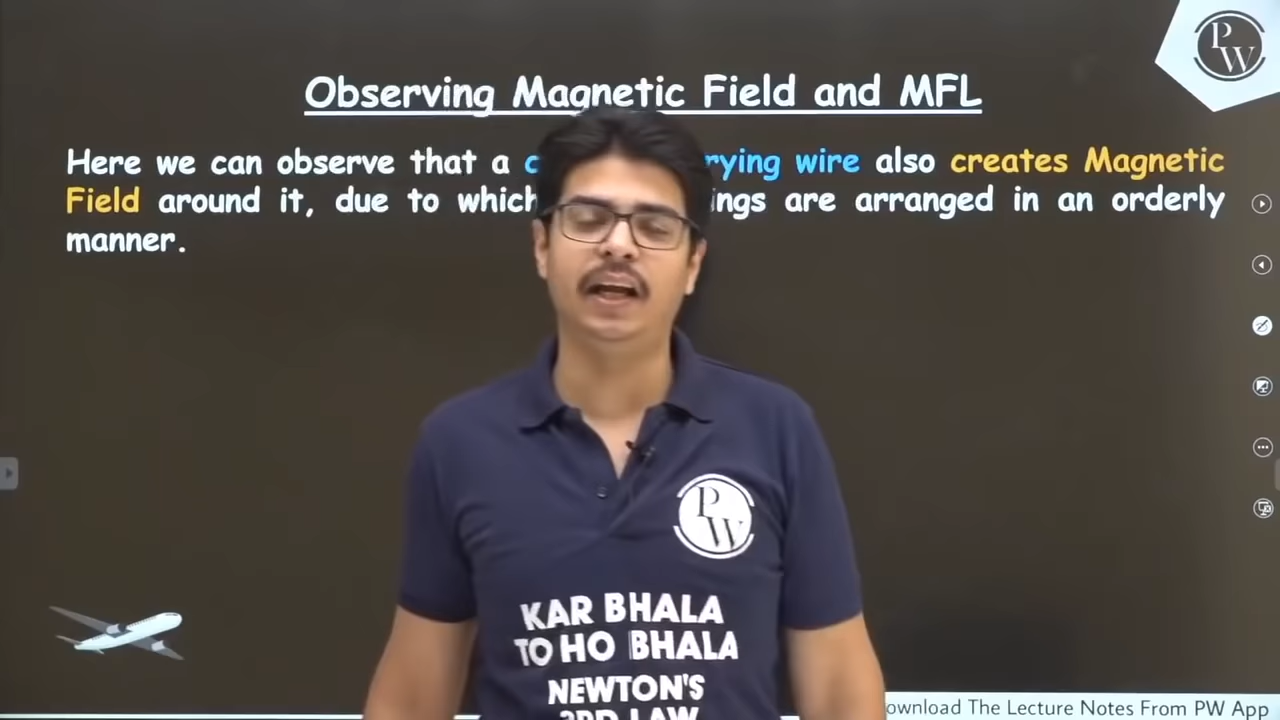 P
W
Observing Magnetic Field and MFL
Here we can observe that a rying wire also creates Magnetic
Field around it, due to which ings are arranged in an orderly
manner.
P
W
KAR BHALA
TO HO BHALA
NEWTON'S
3RD LAW
ownload The Lecture Notes From PW App